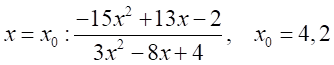 x = x₀ : (-15x² + 13x - 2) / (3x² - 8x + 4), x₀ = 4,2